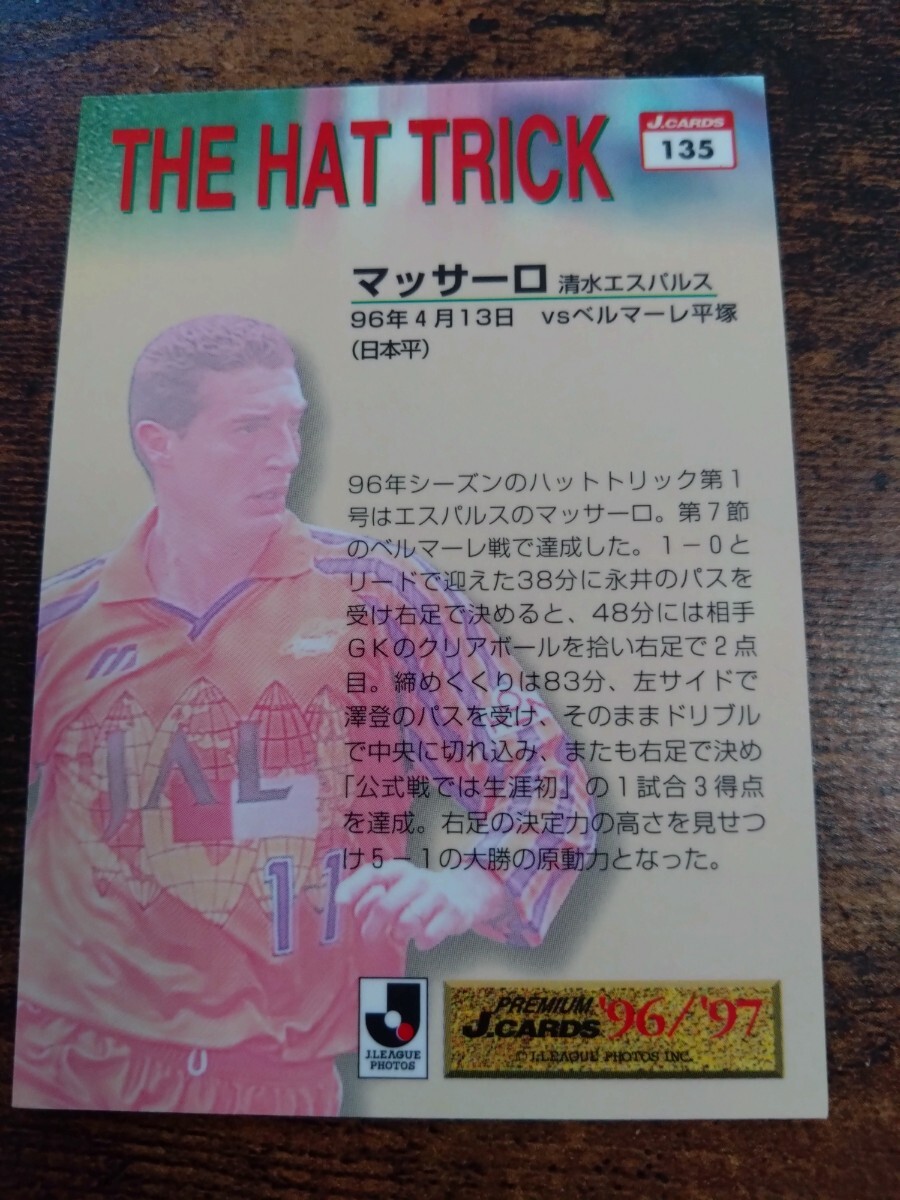 THE HAT TRICK
J.CARDS
135
マッサーロ 清水エスパルス
96年4月13日 vsベルマーレ平塚
(日本平)
96年シーズンのハットトリック第1
号はエスパルスのマッサーロ。第7節
のベルマーレ戦で達成した。1−0と
リードで迎えた38分に永井のパスを
受け右足で決めると、48分には相手
GKのクリアボールを拾い右足で2点
目。締めくくりは83分、左サイドで
澤登のパスを受け、そのままドリブル
で中央に切れ込み、またも右足で決め
「公式戦では生涯初」の1試合3得点
を達成。右足の決定力の高さを見せつ
け5−1の大勝の原動力となった。
JAL
11
J.LEAGUE
PHOTOS
PREMIUM
J.CARDS '96/'97
©J.LEAGUE PHOTOS INC.